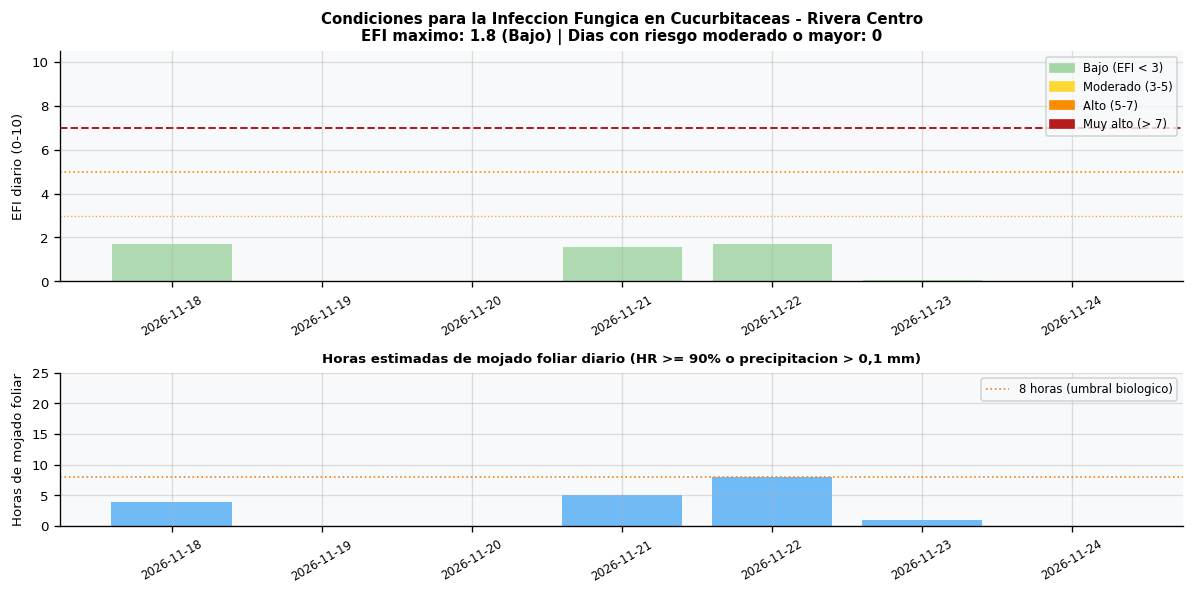 Condiciones para la Infeccion Fungica en Cucurbitaceas - Rivera Centro
EFI maximo: 1.8 (Bajo) | Dias con riesgo moderado o mayor: 0
EFI diario (0-10)
10
8
6
4
2
0
Bajo (EFI < 3)
Moderado (3-5)
Alto (5-7)
Muy alto (> 7)
2026-11-18
2026-11-19
2026-11-20
2026-11-21
2026-11-22
2026-11-23
2026-11-24
Horas estimadas de mojado foliar diario (HR >= 90% o precipitacion > 0,1 mm)
Horas de mojado foliar
25
20
15
10
5
0
8 horas (umbral biologico)
2026-11-18
2026-11-19
2026-11-20
2026-11-21
2026-11-22
2026-11-23
2026-11-24